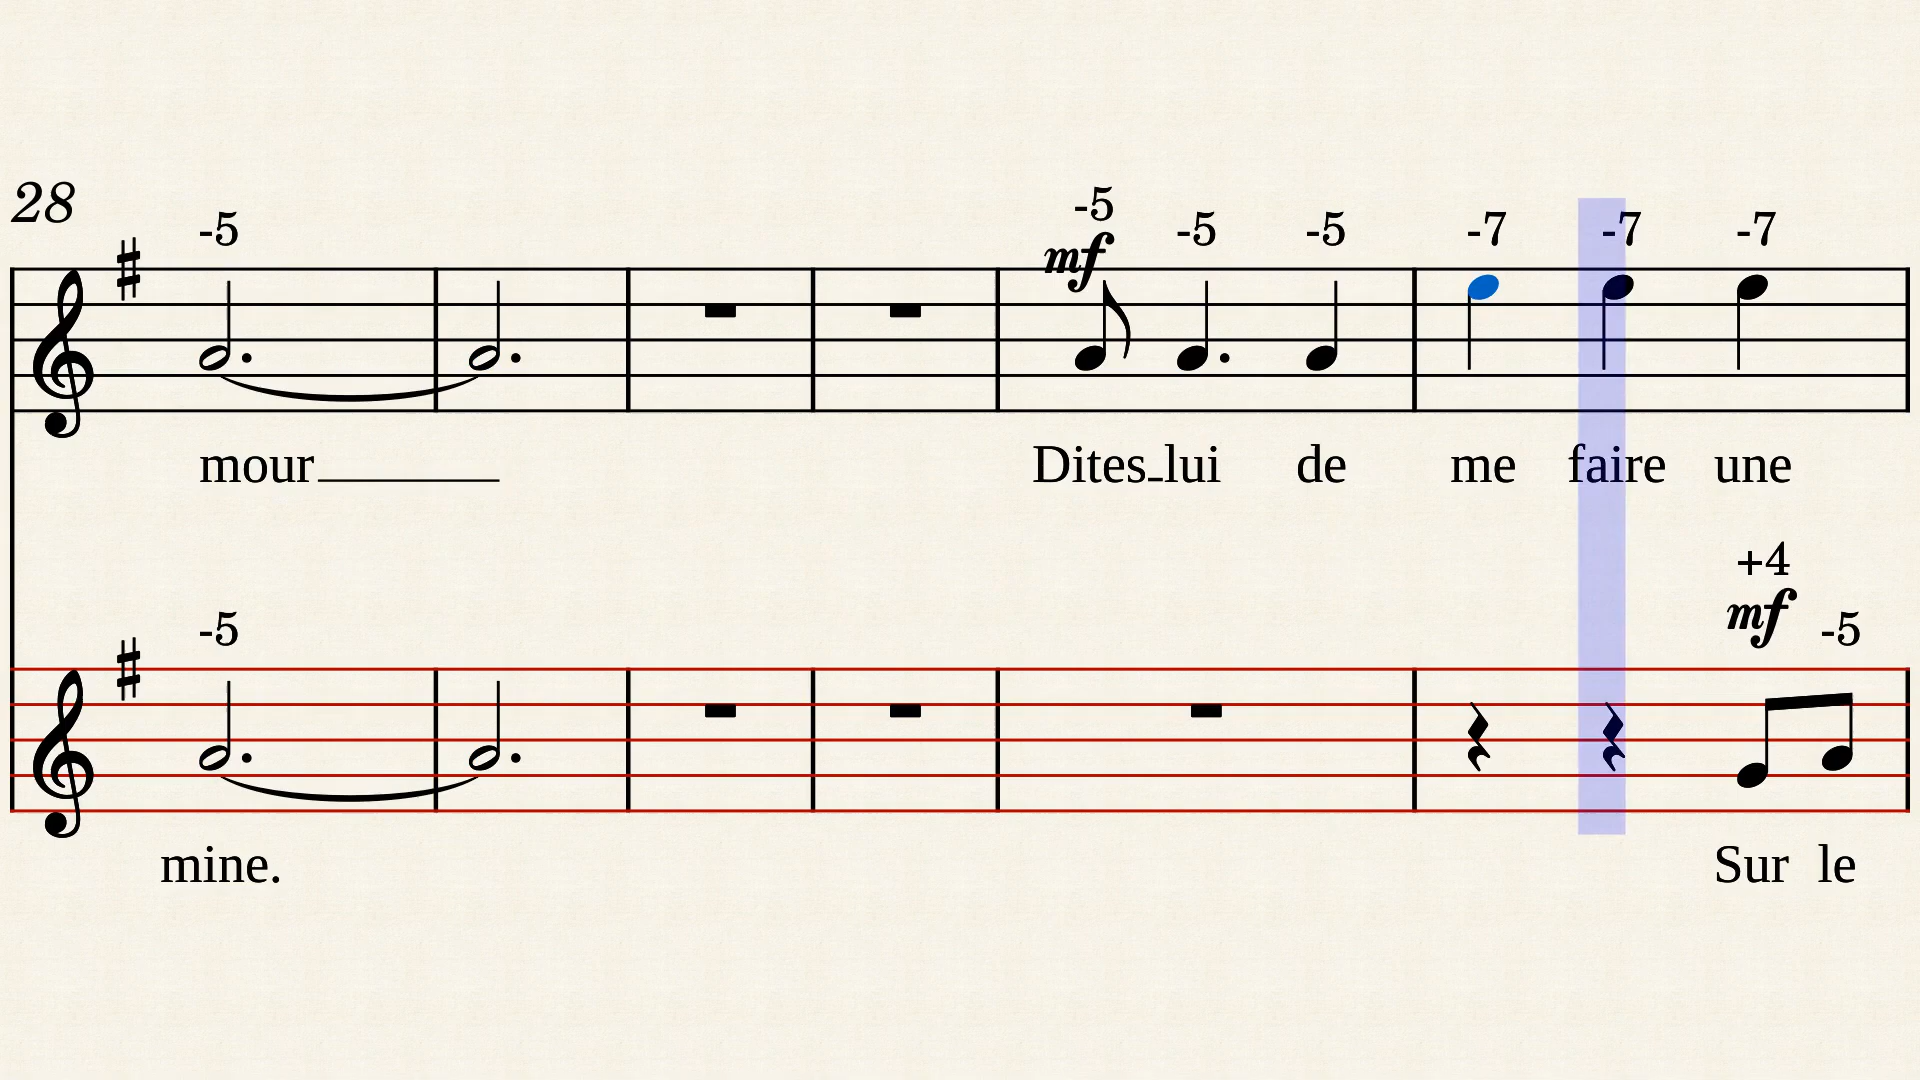 28 -5 -5 -5 -5 -7 -7 -7
mf
mour Dites-lui de me faire une
-5 +4 -5
mf
mine. Sur le